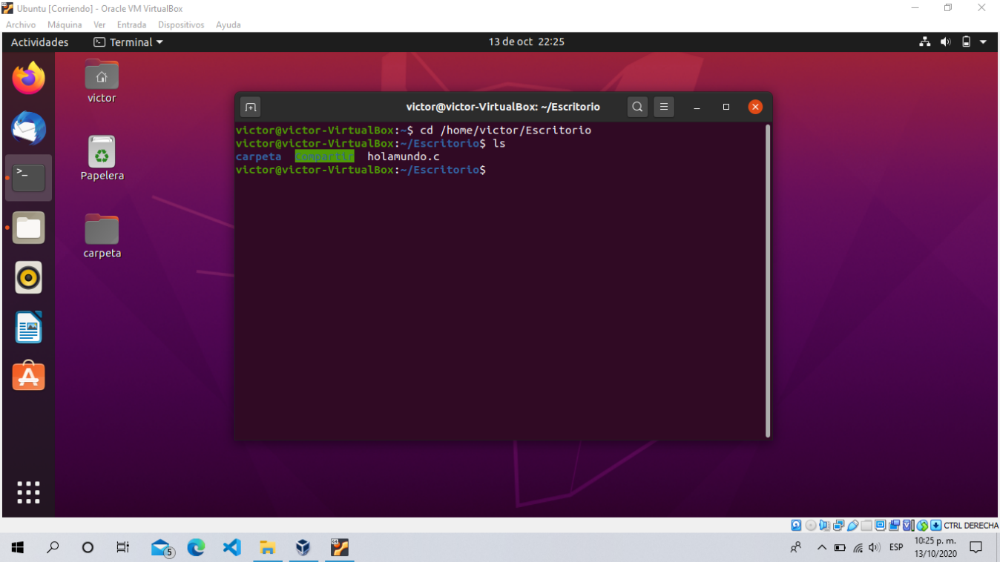 Ubuntu [Corriendo] - Oracle VM VirtualBox
Archivo Máquina Ver Entrada Dispositivos Ayuda
Actividades Terminal 13 de oct 22:25
victor
Papelera
carpeta
victor@victor-VirtualBox: ~/Escritorio
victor@victor-VirtualBox:~$ cd /home/victor/Escritorio
victor@victor-VirtualBox:~/Escritorio$ ls
carpeta Compartir holamundo.c
victor@victor-VirtualBox:~/Escritorio$
CTRL DERECHA
5
ESP
10:25 p. m.
13/10/2020